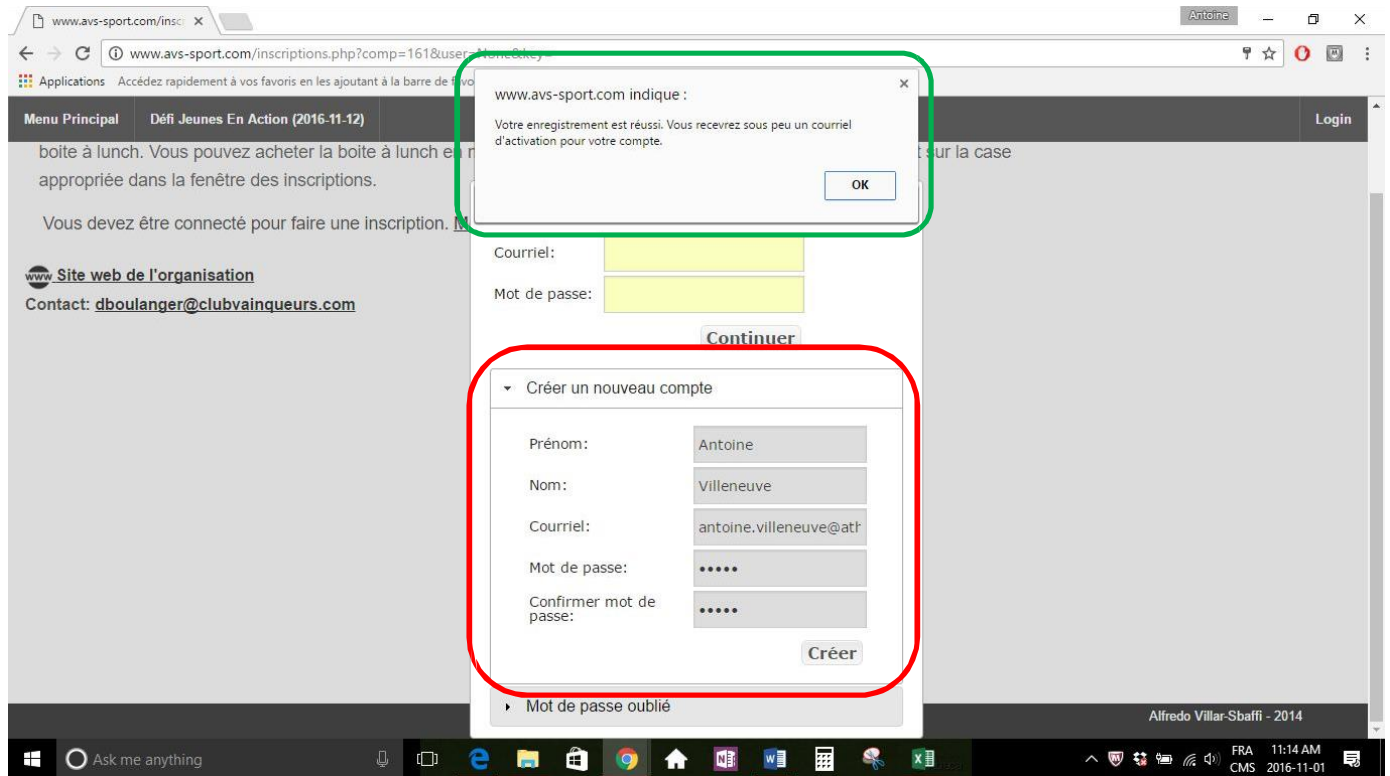 www.avs-sport.com/insc
Antoine
www.avs-sport.com/inscriptions.php?comp=161&user=None&key=
Applications Accédez rapidement à vos favoris en les ajoutant à la barre de
www.avs-sport.com indique :
Votre enregistrement est réussi. Vous recevrez sous peu un courriel
d'activation pour votre compte.
OK
Menu Principal Défi Jeunes En Action (2016-11-12) Login
boite à lunch. Vous pouvez acheter la boite à lunch sur la case
appropriée dans la fenêtre des inscriptions.
Vous devez être connecté pour faire une inscription.
www Site web de l'organisation
Contact: dboulanger@clubvainqueurs.com
Courriel:
Mot de passe:
Continuer
Créer un nouveau compte
Prénom: Antoine
Nom: Villeneuve
Courriel: antoine.villeneuve@ath
Mot de passe: •••••
Confirmer mot de
passe: •••••
Créer
Mot de passe oublié
Alfredo Villar-Sbaffi - 2014
Ask me anything
FRA 11:14 AM
CMS 2016-11-01